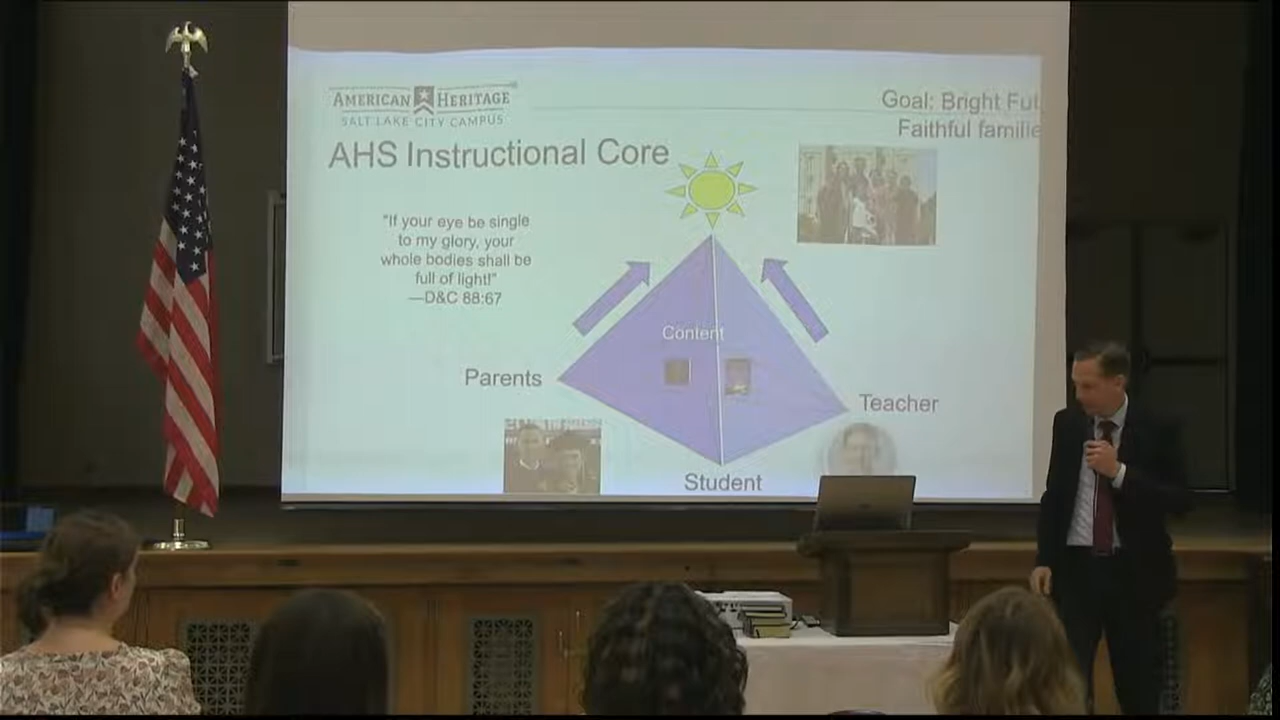 AMERICAN HERITAGE
SALT LAKE CITY CAMPUS
Goal: Bright Fut
Faithful familie
AHS Instructional Core
"If your eye be single
to my glory, your
whole bodies shall be
full of light!"
—D&C 88:67
Content
Parents
Teacher
Student